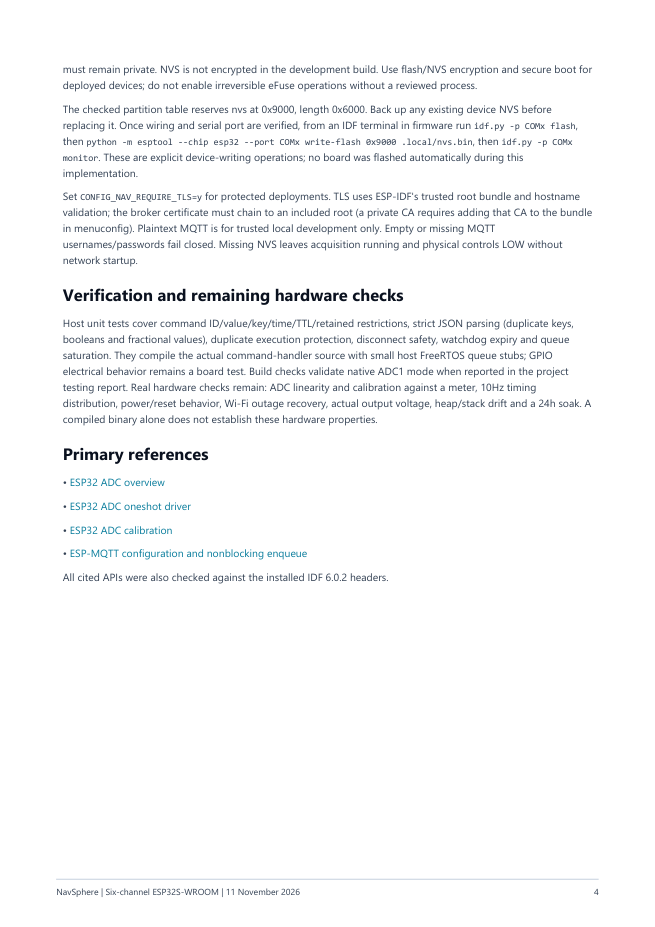 must remain private. NVS is not encrypted in the development build. Use flash/NVS encryption and secure boot for
deployed devices; do not enable irreversible eFuse operations without a reviewed process.
The checked partition table reserves nvs at 0x9000, length 0x6000. Back up any existing device NVS before
replacing it. Once wiring and serial port are verified, from an IDF terminal in firmware run idf.py -p COMx flash,
then python -m esptool --chip esp32 --port COMx write-flash 0x9000 .local/nvs.bin, then idf.py -p COMx
monitor. These are explicit device-writing operations; no board was flashed automatically during this
implementation.
Set CONFIG_NAV_REQUIRE_TLS=y for protected deployments. TLS uses ESP-IDF's trusted root bundle and hostname
validation; the broker certificate must chain to an included root (a private CA requires adding that CA to the bundle
in menuconfig). Plaintext MQTT is for trusted local development only. Empty or missing MQTT
usernames/passwords fail closed. Missing NVS leaves acquisition running and physical controls LOW without
network startup.
Verification and remaining hardware checks
Host unit tests cover command ID/value/key/time/TTL/retained restrictions, strict JSON parsing (duplicate keys,
booleans and fractional values), duplicate execution protection, disconnect safety, watchdog expiry and queue
saturation. They compile the actual command-handler source with small host FreeRTOS queue stubs; GPIO
electrical behavior remains a board test. Build checks validate native ADC1 mode when reported in the project
testing report. Real hardware checks remain: ADC linearity and calibration against a meter, 10Hz timing
distribution, power/reset behavior, Wi-Fi outage recovery, actual output voltage, heap/stack drift and a 24h soak. A
compiled binary alone does not establish these hardware properties.
Primary references
• ESP32 ADC overview
• ESP32 ADC oneshot driver
• ESP32 ADC calibration
• ESP-MQTT configuration and nonblocking enqueue
All cited APIs were also checked against the installed IDF 6.0.2 headers.
NavSphere | Six-channel ESP32S-WROOM | 11 November 2026
4